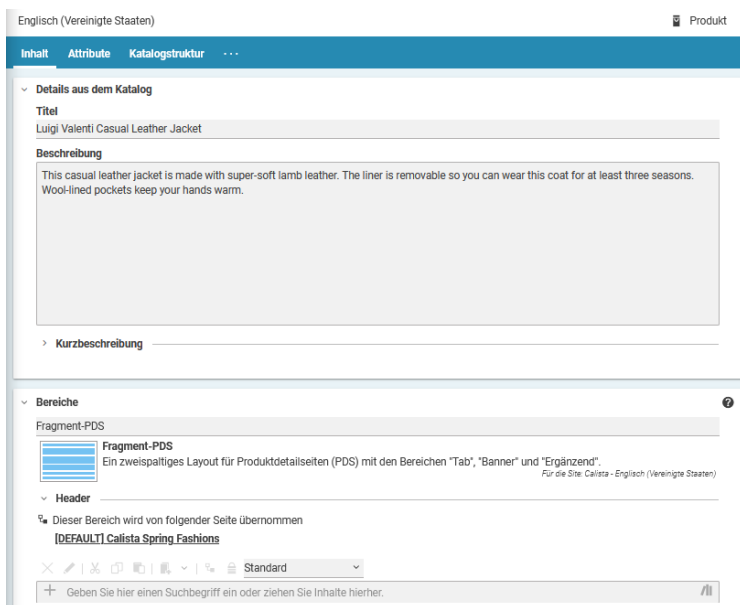 Englisch (Vereinigte Staaten)
Produkt
Inhalt Attribute Katalogstruktur ···
Details aus dem Katalog
Titel
Luigi Valenti Casual Leather Jacket
Beschreibung
This casual leather jacket is made with super-soft lamb leather. The liner is removable so you can wear this coat for at least three seasons.
Wool-lined pockets keep your hands warm.
Kurzbeschreibung
Bereiche
Fragment-PDS
Fragment-PDS
Ein zweispaltiges Layout für Produktdetailseiten (PDS) mit den Bereichen "Tab", "Banner" und "Ergänzend".
Für die Site: Calista - Englisch (Vereinigte Staaten)
Header
Dieser Bereich wird von folgender Seite übernommen
[DEFAULT] Calista Spring Fashions
Standard
Geben Sie hier einen Suchbegriff ein oder ziehen Sie Inhalte hierher.